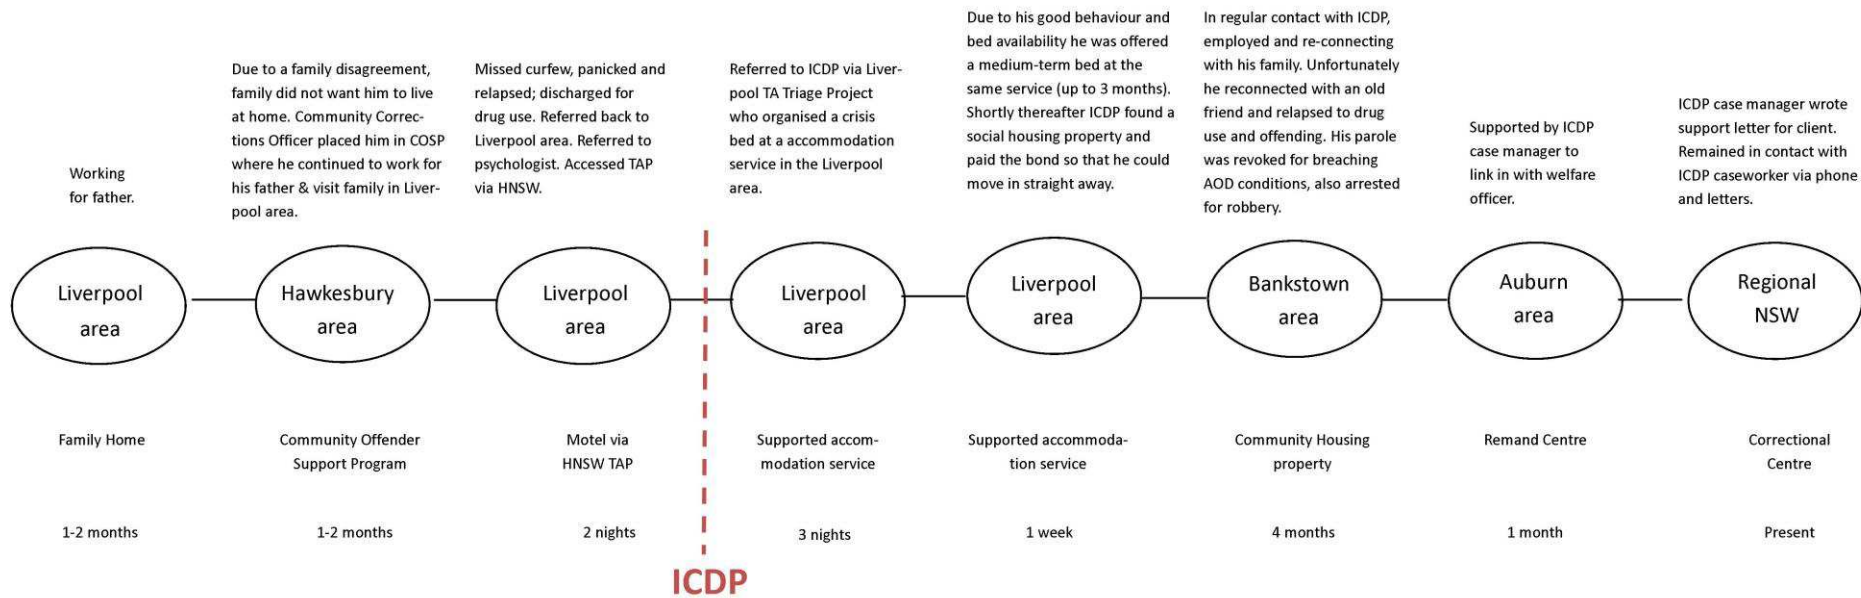 Working
for father.
Due to a family disagreement,
family did not want him to live
at home. Community Correc-
tions Officer placed him in COSP
where he continued to work for
his father & visit family in Liver-
pool area.
Missed curfew, panicked and
relapsed; discharged for
drug use. Referred back to
Liverpool area. Referred to
psychologist. Accessed TAP
via HNSW.
Referred to ICDP via Liver-
pool TA Triage Project
who organised a crisis
bed at a accommodation
service in the Liverpool
area.
Due to his good behaviour and
bed availability he was offered
a medium-term bed at the
same service (up to 3 months).
Shortly thereafter ICDP found a
social housing property and
paid the bond so that he could
move in straight away.
In regular contact with ICDP,
employed and re-connecting
with his family. Unfortunately
he reconnected with an old
friend and relapsed to drug
use and offending. His parole
was revoked for breaching
AOD conditions, also arrested
for robbery.
Supported by ICDP
case manager to
link in with welfare
officer.
ICDP case manager wrote
support letter for client.
Remained in contact with
ICDP caseworker via phone
and letters.
Liverpool
area
Hawkesbury
area
Liverpool
area
Liverpool
area
Liverpool
area
Bankstown
area
Auburn
area
Regional
NSW
Family Home
Community Offender
Support Program
Motel via
HNSW TAP
Supported accom-
modation service
Supported accommoda-
tion service
Community Housing
property
Remand Centre
Correctional
Centre
1-2 months
1-2 months
2 nights
3 nights
1 week
4 months
1 month
Present
ICDP